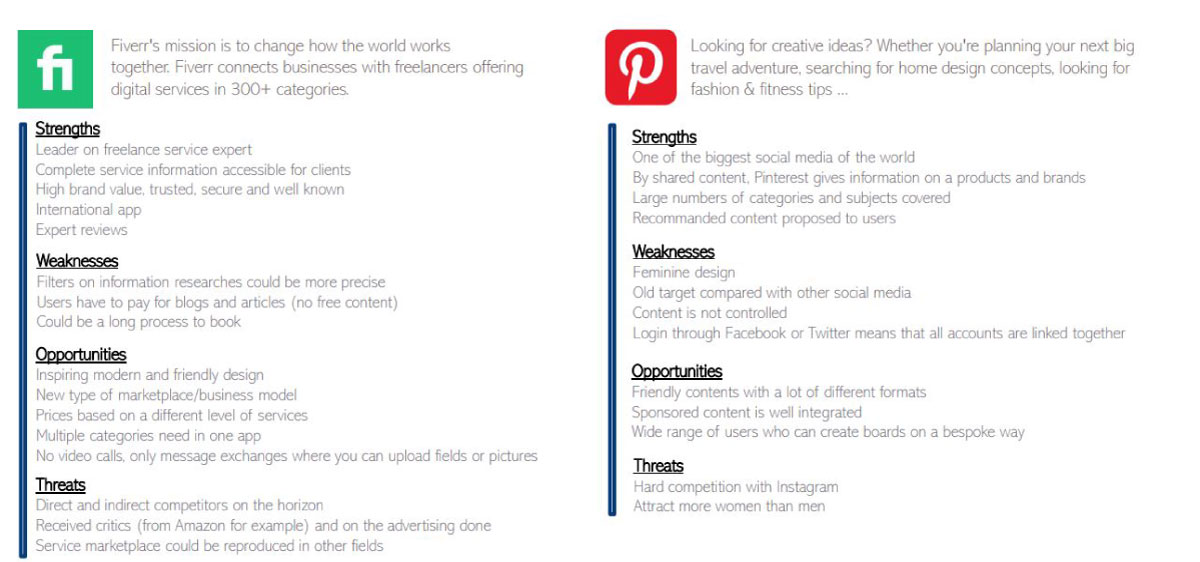 fi
Fiverr's mission is to change how the world works
together. Fiverr connects businesses with freelancers offering
digital services in 300+ categories.
Strengths
Leader on freelance service expert
Complete service information accessible for clients
High brand value, trusted, secure and well known
International app
Expert reviews
Weaknesses
Filters on information researches could be more precise
Users have to pay for blogs and articles (no free content)
Could be a long process to book
Opportunities
Inspiring modern and friendly design
New type of marketplace/business model
Prices based on a different level of services
Multiple categories need in one app
No video calls, only message exchanges where you can upload fields or pictures
Threats
Direct and indirect competitors on the horizon
Received critics (from Amazon for example) and on the advertising done
Service marketplace could be reproduced in other fields
P
Looking for creative ideas? Whether you're planning your next big
travel adventure, searching for home design concepts, looking for
fashion & fitness tips ...
Strengths
One of the biggest social media of the world
By shared content, Pinterest gives information on a products and brands
Large numbers of categories and subjects covered
Recommanded content proposed to users
Weaknesses
Feminine design
Old target compared with other social media
Content is not controlled
Login through Facebook or Twitter means that all accounts are linked together
Opportunities
Friendly contents with a lot of different formats
Sponsored content is well integrated
Wide range of users who can create boards on a bespoke way
Threats
Hard competition with Instagram
Attract more women than men